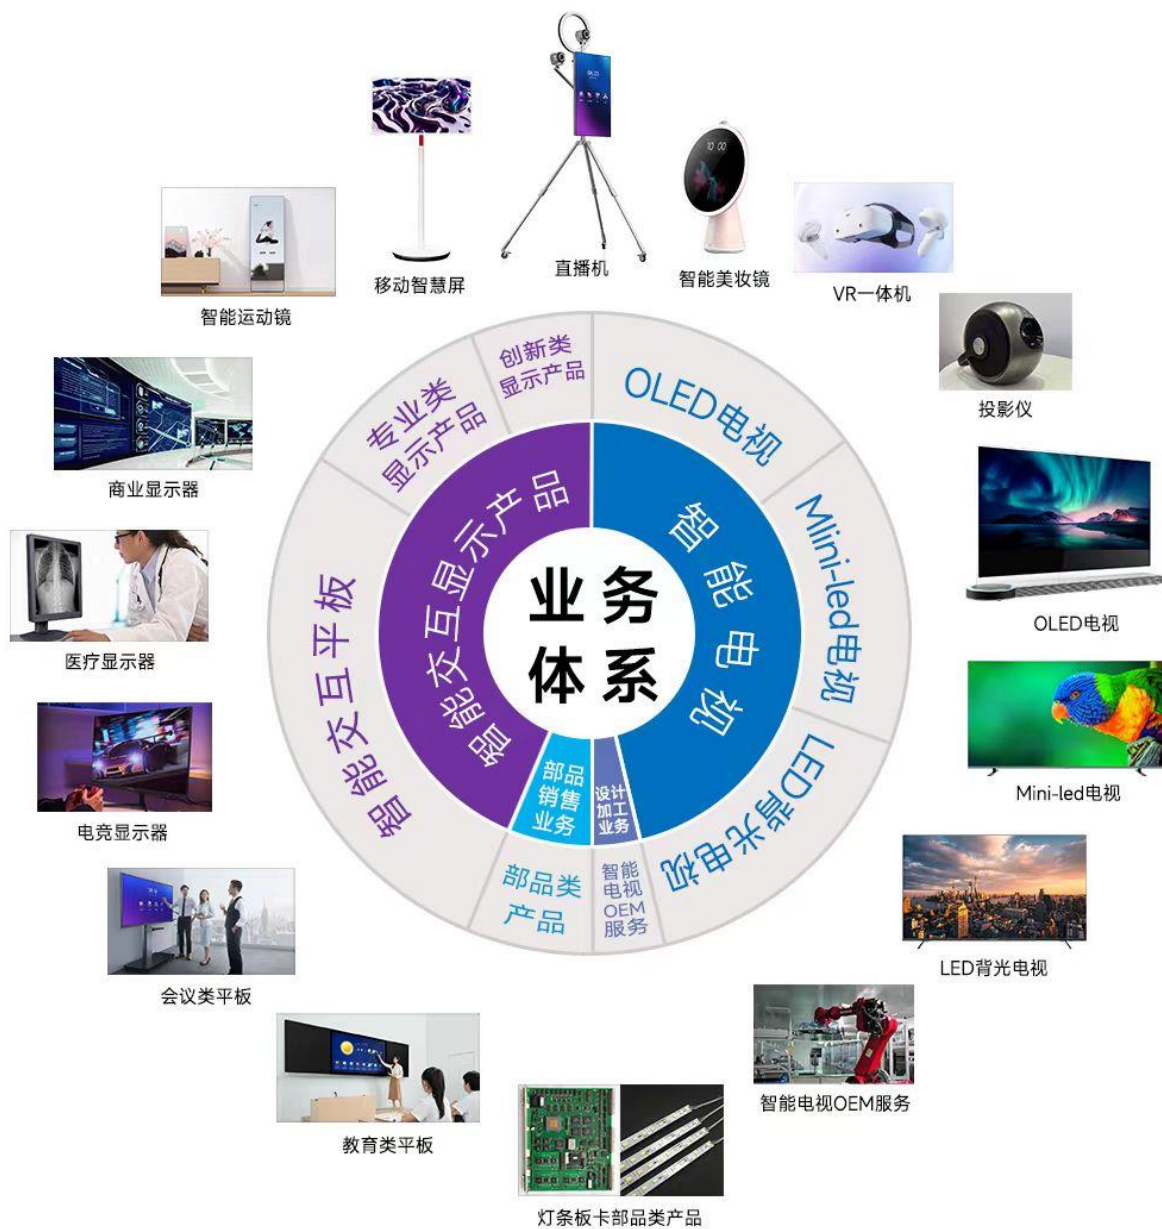 移动智慧屏
直播机
智能美妆镜
VR一体机
智能运动镜
投影仪
商业显示器
医疗显示器
电竞显示器
会议类平板
教育类平板
灯条板卡部品类产品
智能电视OEM服务
LED背光电视
Mini-led电视
OLED电视
创新类
显示产品
专业类
显示产品
智能交互平板
OLED电视
MIini-led电视
LED背光电视
智能
电视
OEM
服务
部品类
产品
智能交互显示产品
智能电视
部品
销售
业务
设计
加工
业务
业务
体系
10 00